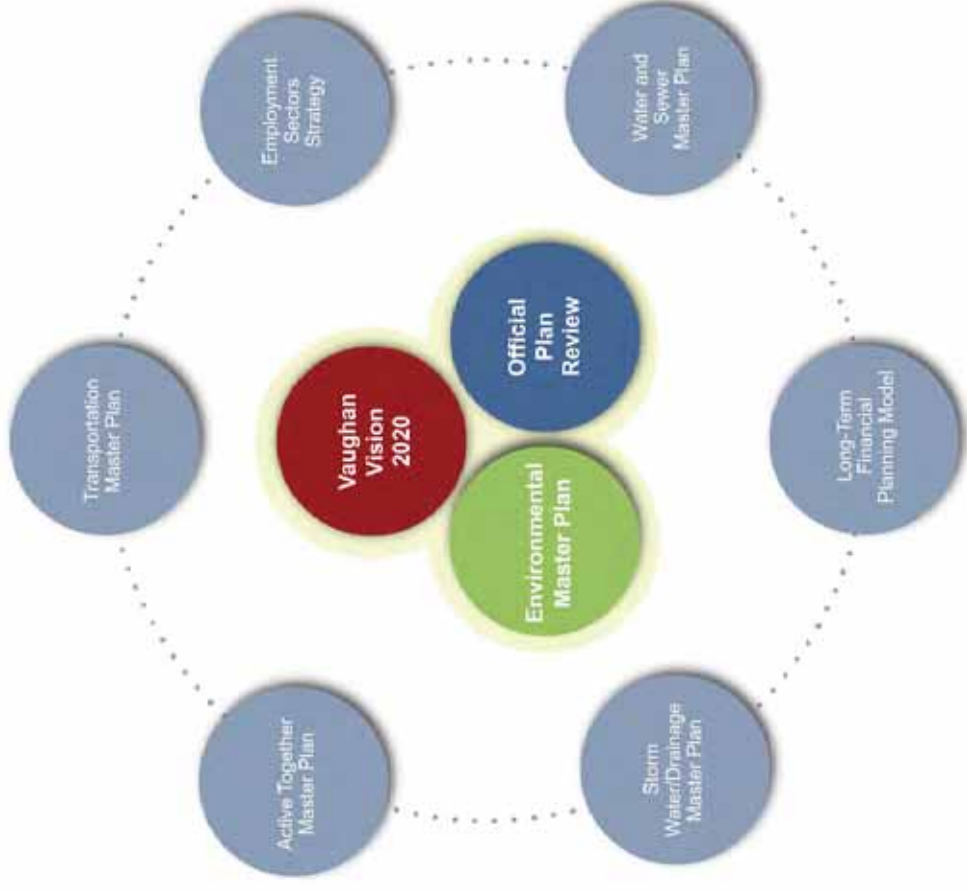 Transportation
Master Plan
Employment
Sectors
Strategy
Water and
Sewer
Master Plan
Long-Term
Financial
Planning Model
Storm
Water/Drainage
Master Plan
Active Together
Master Plan
Vaughan
Vision
2020
Official
Plan
Review
Environmental
Master Plan